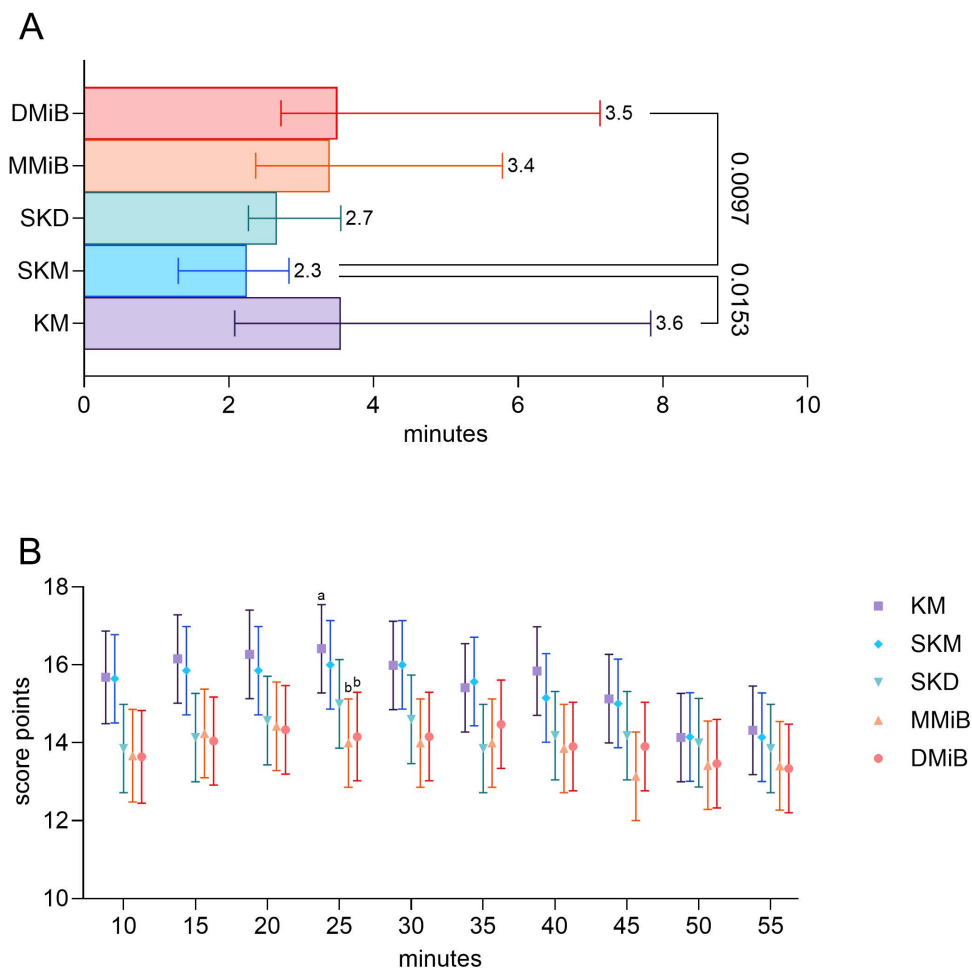 A
DMiB
3.5
MMiB
3.4
SKD
2.7
SKM
2.3
KM
3.6
0.0097
0.0153
0 2 4 6 8 10
minutes
B
18
16
14
12
10
score points
a
b b
10 15 20 25 30 35 40 45 50 55
minutes
KM
SKM
SKD
MMiB
DMiB